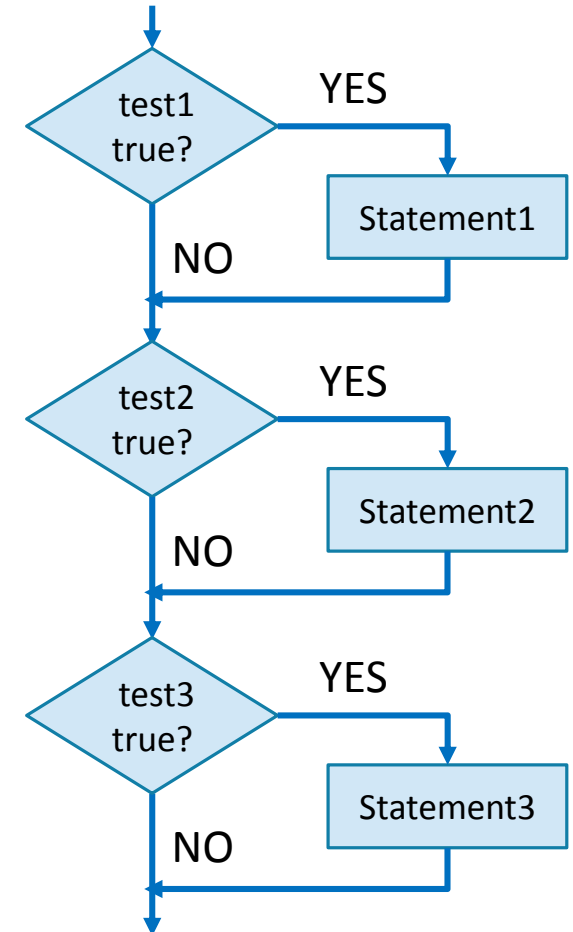 YES
test1
true?
Statement1
NO
YES
test2
true?
Statement2
NO
YES
test3
true?
Statement3
NO